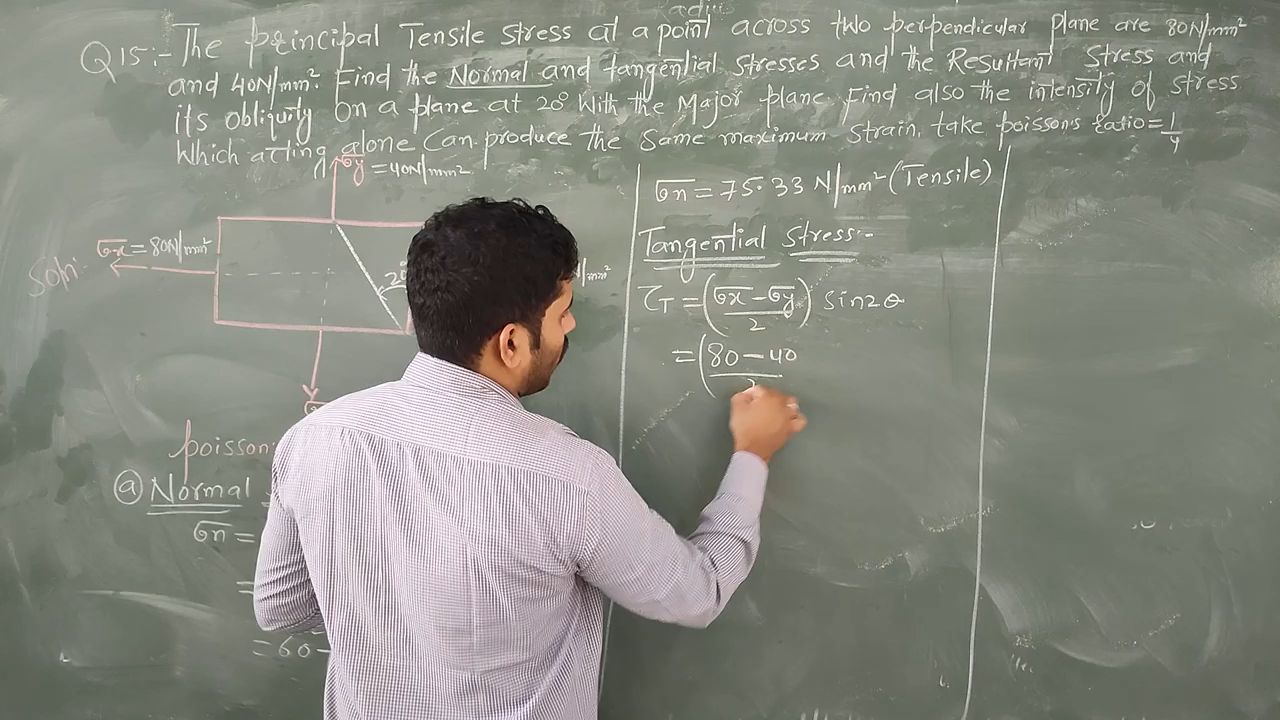 Q15:- The principal Tensile stress at a point across two perpendicular plane are 80N/mm²
and 40N/mm². Find the Normal and tangential stresses and the Resultant Stress and
its obliquity on a plane at 20° With the Major plane. Find also the intensity of stress
Which acting alone can produce the same maximum strain, take poisson's ratio = 1/4
σy = 40N/mm²
σx = 80N/mm²
Soln:-
20°
N/mm²
poisson
ⓐ Normal
σn =
=
= 60 -
σn = 75.33 N/mm² (Tensile)
Tangential Stress:-
τT = (σx - σy / 2) sin2θ
= (80 - 40